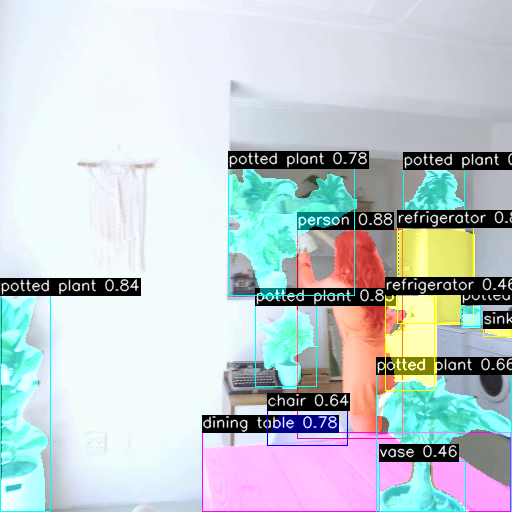 potted plant 0.78
potted plant 0
person 0.88
refrigerator 0.8
potted plant 0.84
refrigerator 0.46
potted plant 0.85
potted
sink
potted plant 0.66
chair 0.64
dining table 0.78
vase 0.46